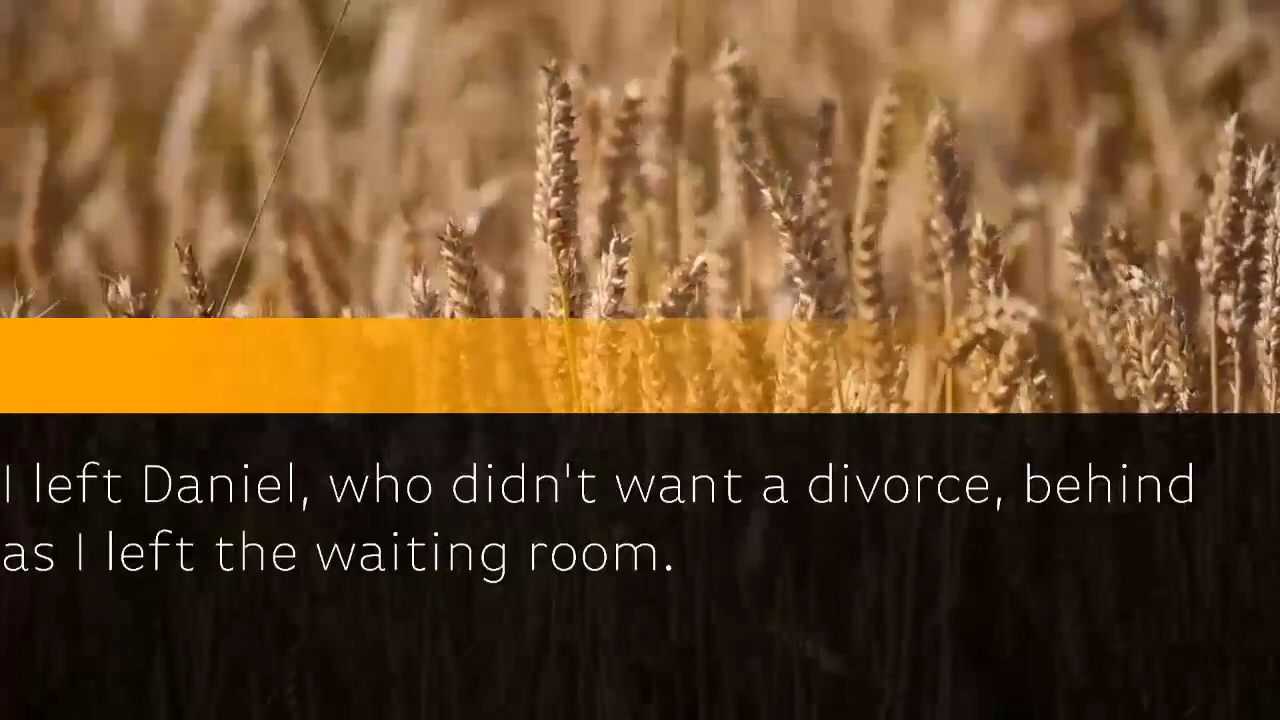 I left Daniel, who didn't want a divorce, behind
as I left the waiting room.